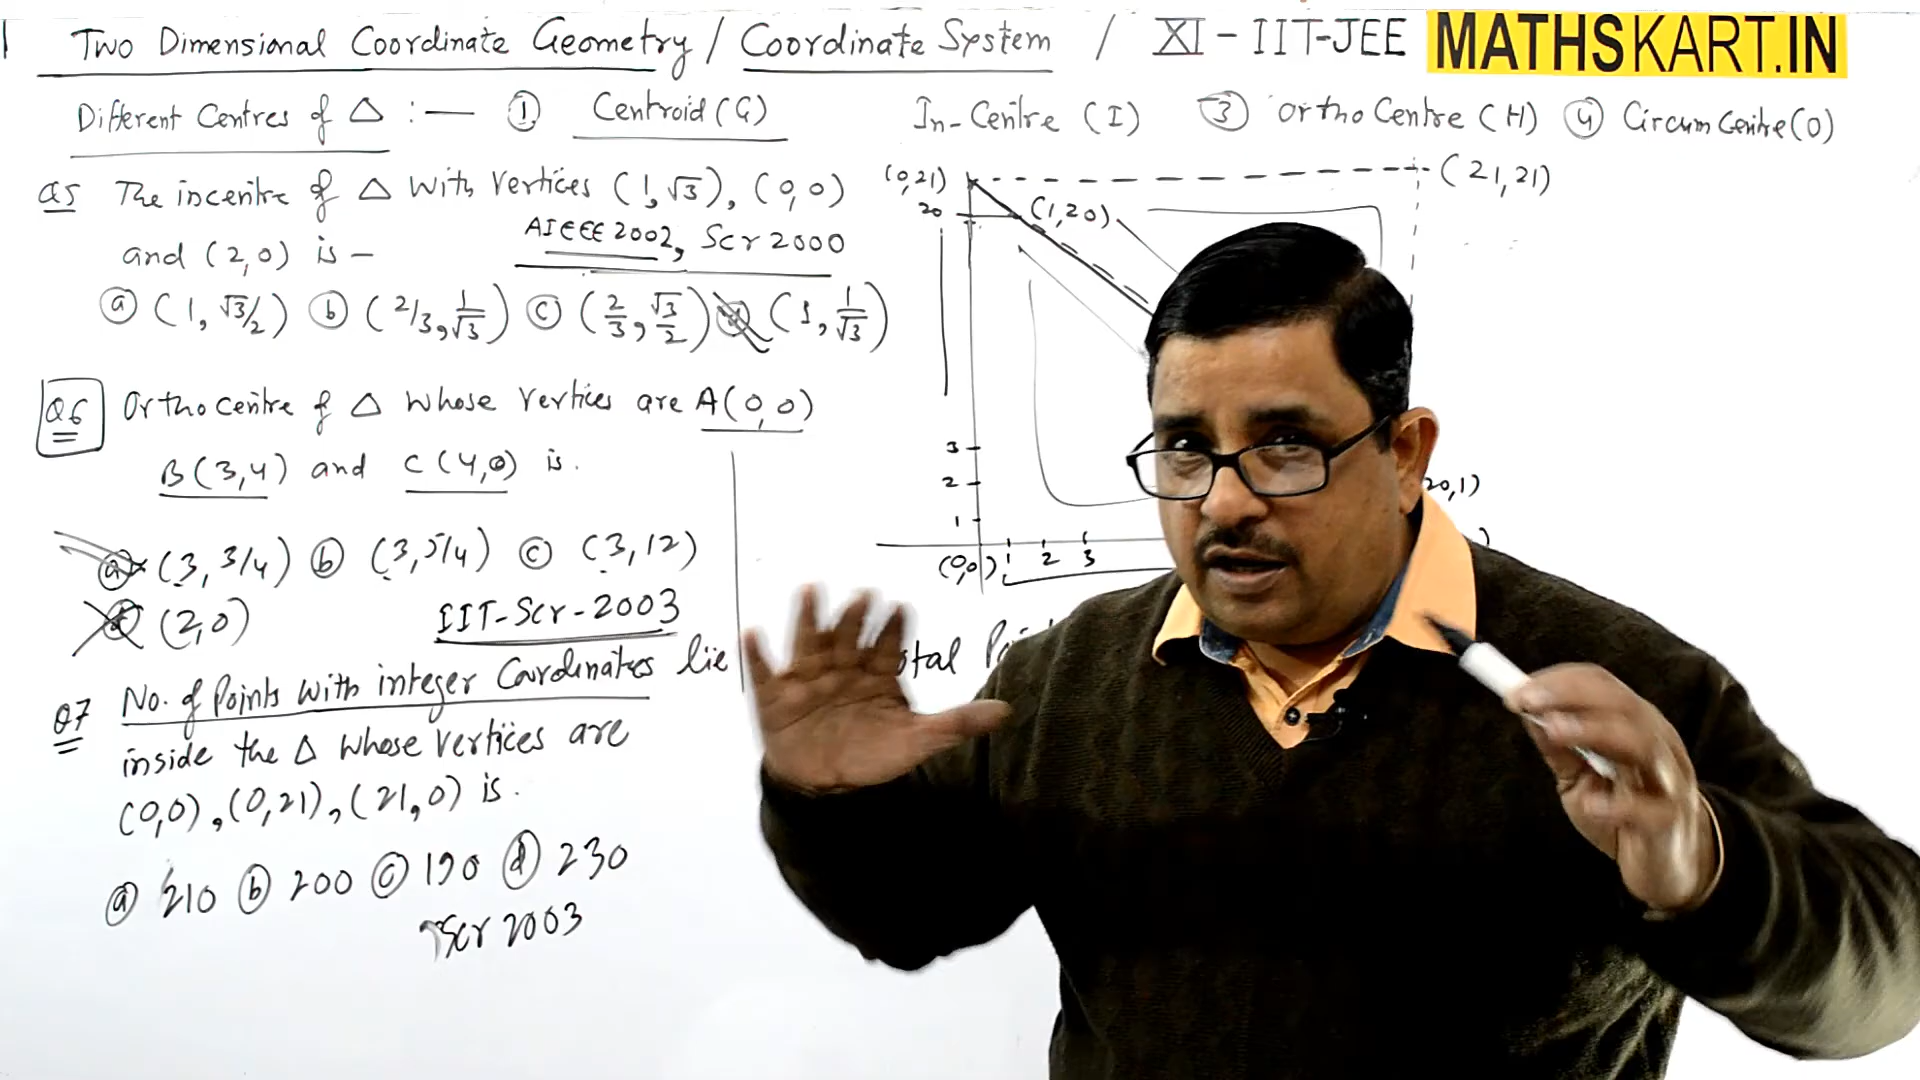 Two Dimensional Coordinate Geometry / Coordinate System / XI - IIT-JEE MATHSKART.IN
Different Centres of △ :— ① Centroid (G) In-Centre (I) ③ OrthoCentre (H) ④ CircumCentre (O)
Q5 The incentre of △ with vertices (1,√3), (0,0)
and (2,0) is — AIEEE 2002, Scr 2000
ⓐ (1, √3/2) ⓑ (2/3, 1/√3) ⓒ (2/3, √3/2) ⓓ (1, 1/√3)
Q6 OrthoCentre of △ whose vertices are A(0,0)
B(3,4) and C(4,0) is.
ⓐ (3, 3/4) ⓑ (3, 5/4) ⓒ (3,12)
ⓓ (2,0) IIT-Scr-2003
Q7 No. of Points with integer Coordinates lie
inside the △ whose vertices are
(0,0), (0,21), (21,0) is.
ⓐ 210 ⓑ 200 ⓒ 190 ⓓ 230
Scr 2003
(0,21) (21,21)
20 (1,20)
3
2 20,1)
1
(0,0) 1 2 3 )